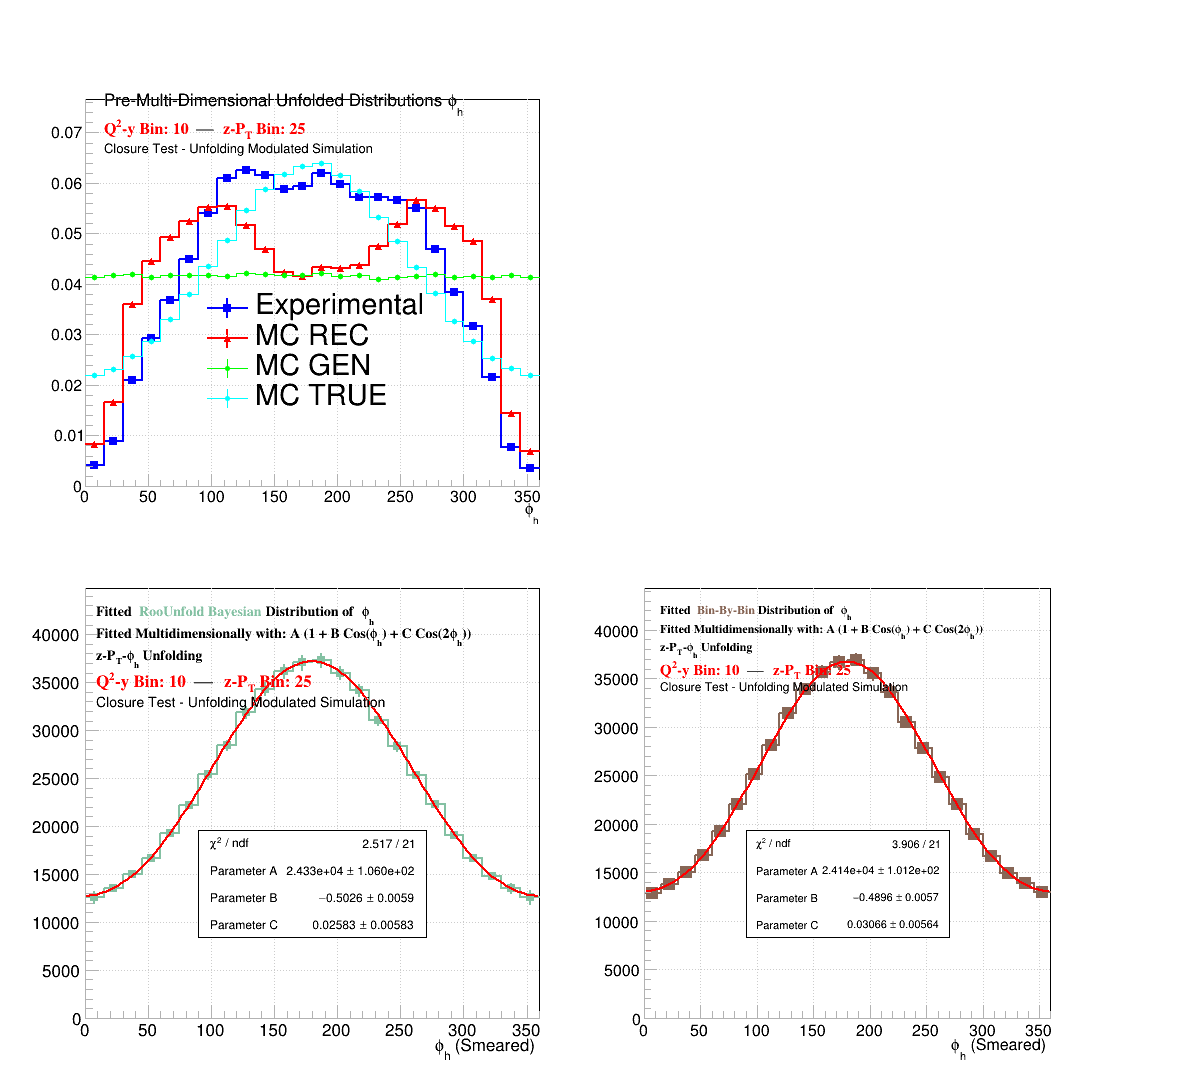 Pre-Multi-Dimensional Unfolded Distributions ϕh
Q²-y Bin: 10 — z-PT Bin: 25
Closure Test - Unfolding Modulated Simulation
0.07
0.06
0.05
0.04
0.03
0.02
0.01
0
Experimental
MC REC
MC GEN
MC TRUE
0 50 100 150 200 250 300 350
ϕh
Fitted RooUnfold Bayesian Distribution of ϕh
Fitted Multidimensionally with: A (1 + B Cos(ϕh) + C Cos(2ϕh))
z-PT-ϕh Unfolding
Q²-y Bin: 10 — z-PT Bin: 25
Closure Test - Unfolding Modulated Simulation
40000
35000
30000
25000
20000
15000
10000
5000
0
χ² / ndf 2.517 / 21
Parameter A 2.433e+04 ± 1.060e+02
Parameter B −0.5026 ± 0.0059
Parameter C 0.02583 ± 0.00583
0 50 100 150 200 250 300 350
ϕh (Smeared)
Fitted Bin-By-Bin Distribution of ϕh
Fitted Multidimensionally with: A (1 + B Cos(ϕh) + C Cos(2ϕh))
z-PT-ϕh Unfolding
Q²-y Bin: 10 — z-PT Bin: 25
Closure Test - Unfolding Modulated Simulation
40000
35000
30000
25000
20000
15000
10000
5000
0
χ² / ndf 3.906 / 21
Parameter A 2.414e+04 ± 1.012e+02
Parameter B −0.4896 ± 0.0057
Parameter C 0.03066 ± 0.00564
0 50 100 150 200 250 300 350
ϕh (Smeared)